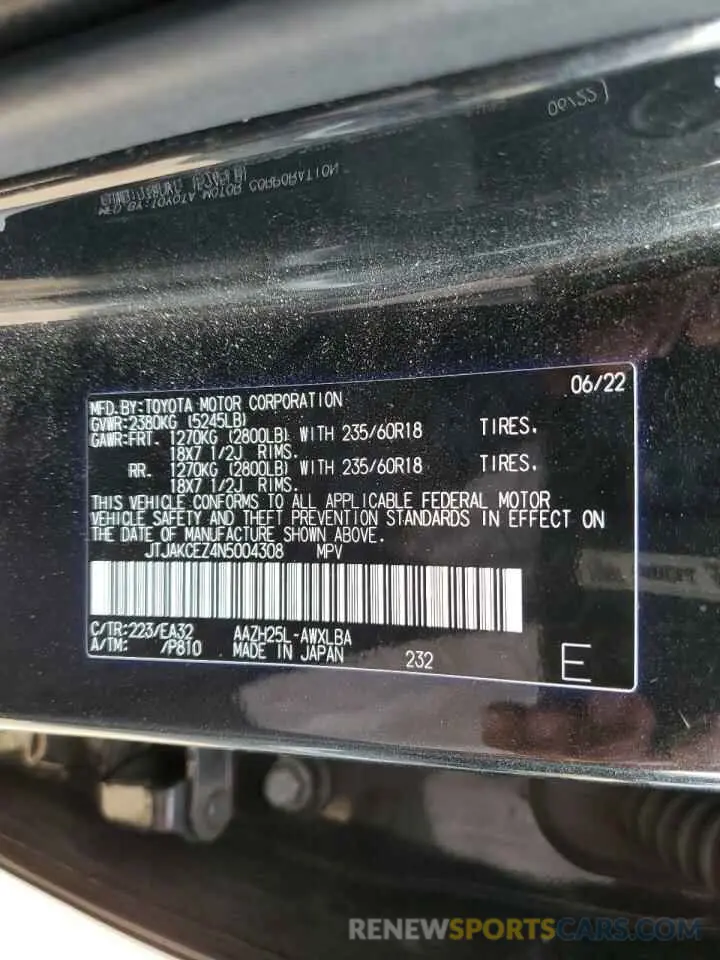 06/22
MFD.BY:TOYOTA MOTOR CORPORATION
GVWR:2380KG (5245LB)
GAWR:FRT. 1270KG (2800LB) WITH 235/60R18 TIRES.
18X7 1/2J RIMS.
RR. 1270KG (2800LB) WITH 235/60R18 TIRES.
18X7 1/2J RIMS.
THIS VEHICLE CONFORMS TO ALL APPLICABLE FEDERAL MOTOR
VEHICLE SAFETY AND THEFT PREVENTION STANDARDS IN EFFECT ON
THE DATE OF MANUFACTURE SHOWN ABOVE.
JTJAKCEZ4N5004308 MPV
C/TR:223/EA32 AAZH25L-AWXLBA
A/TM: /P810 MADE IN JAPAN 232 E
RENEWSPORTSCARS.COM